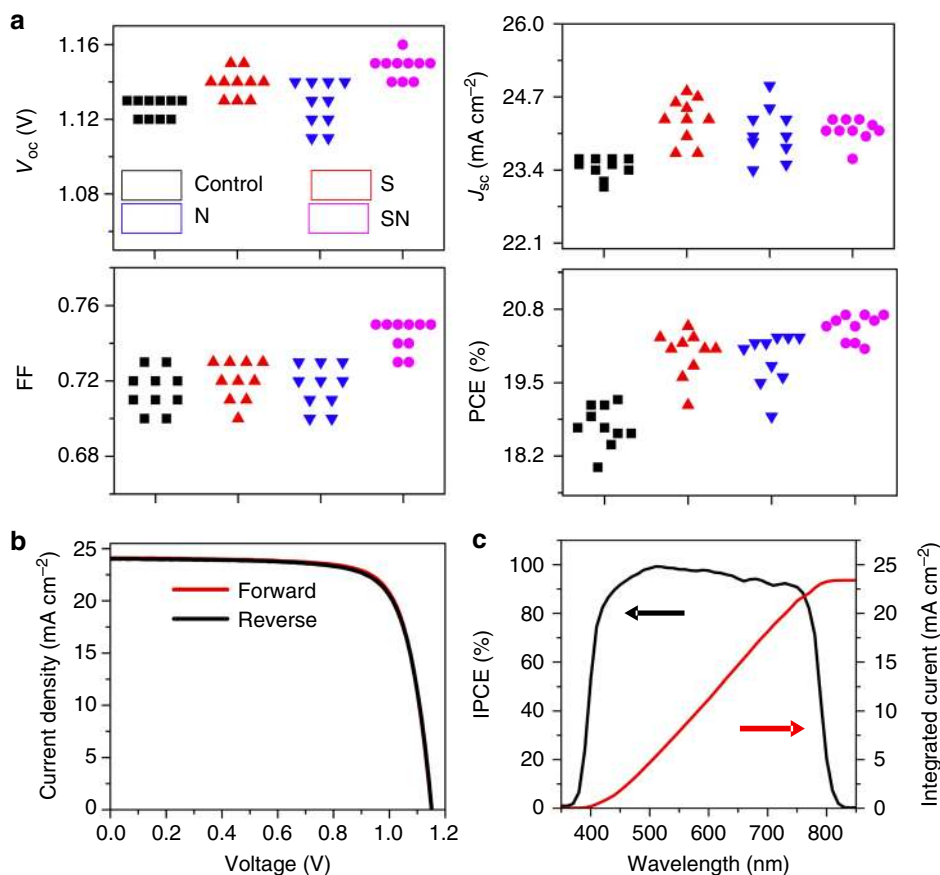 a
V_oc (V)
1.16
1.12
1.08
Control
S
N
SN
J_sc (mA cm⁻²)
26.0
24.7
23.4
22.1
FF
0.76
0.72
0.68
PCE (%)
20.8
19.5
18.2
b
Current density (mA cm⁻²)
25
20
15
10
5
0
Forward
Reverse
0.0 0.2 0.4 0.6 0.8 1.0 1.2
Voltage (V)
c
IPCE (%)
100
80
60
40
20
0
25
20
15
10
5
0
Integrated curent (mA cm⁻²)
400 500 600 700 800
Wavelength (nm)